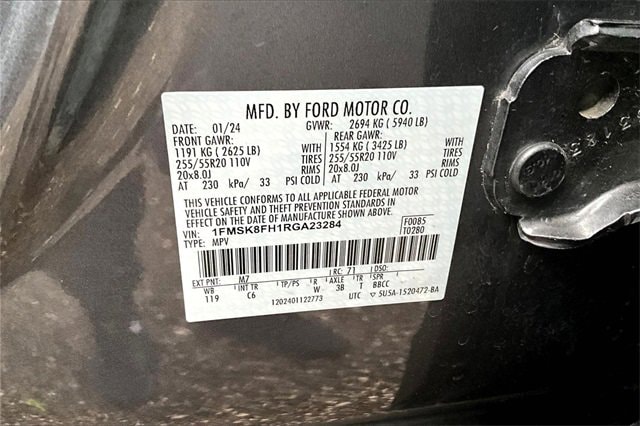 MFD. BY FORD MOTOR CO.
DATE: 01/24 GVWR: 2694 KG ( 5940 LB)
FRONT GAWR: REAR GAWR:
1191 KG ( 2625 LB) WITH 1554 KG ( 3425 LB) WITH
255/55R20 110V TIRES 255/55R20 110V TIRES
20x8.0J RIMS 20x8.0J RIMS
AT 230 kPa/ 33 PSI COLD AT 230 kPa/ 33 PSI COLD
THIS VEHICLE CONFORMS TO ALL APPLICABLE FEDERAL MOTOR
VEHICLE SAFETY AND THEFT PREVENTION STANDARDS IN
EFFECT ON THE DATE OF MANUFACTURE SHOWN ABOVE.
VIN: 1FMSK8FH1RGA23284 F0085
TYPE: MPV T0280
EXT PNT: M7 RC: 71 DSO:
WB INT TR TP/PS R AXLE TR SPR
119 C6 W 3B T BBCC
1202401122773 UTC 5U5A-1520472-BA